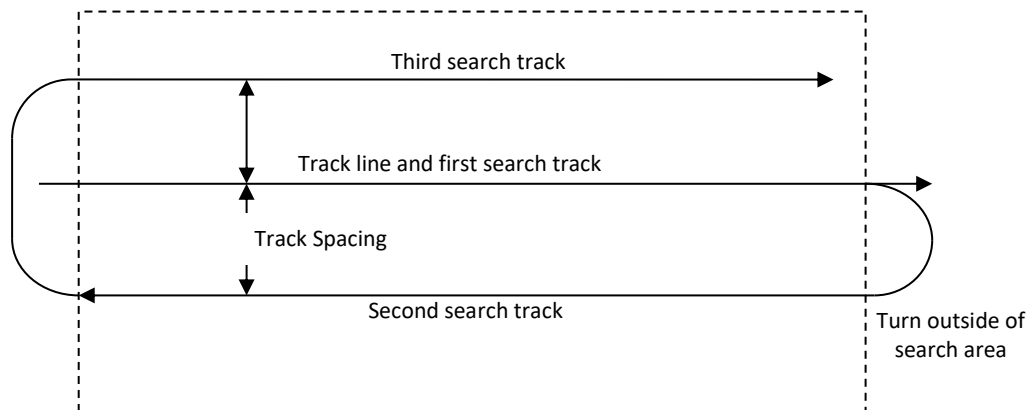 Third search track
Track line and first search track
Track Spacing
Second search track
Turn outside of
search area